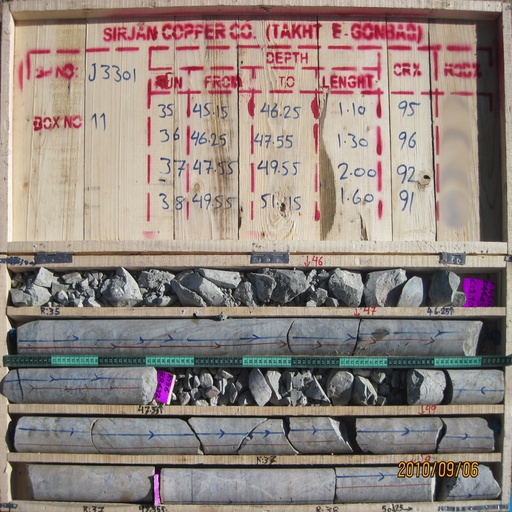 SIRJAN COPPER CO. (TAKHT E-GONBAD)
DEPTH
NO: J3301
RUN FROM TO LENGHT CR% RQD%
35 45.15 46.25 1.10 95
BOX NO 11
36 46.25 47.55 1.30 96
37 47.55 49.55 2.00 92
38 49.55 51.15 1.60 91
↓46
R:35
↓47
46.25
47.55
↓49
R:37
2010/09/06
R:37
R:38